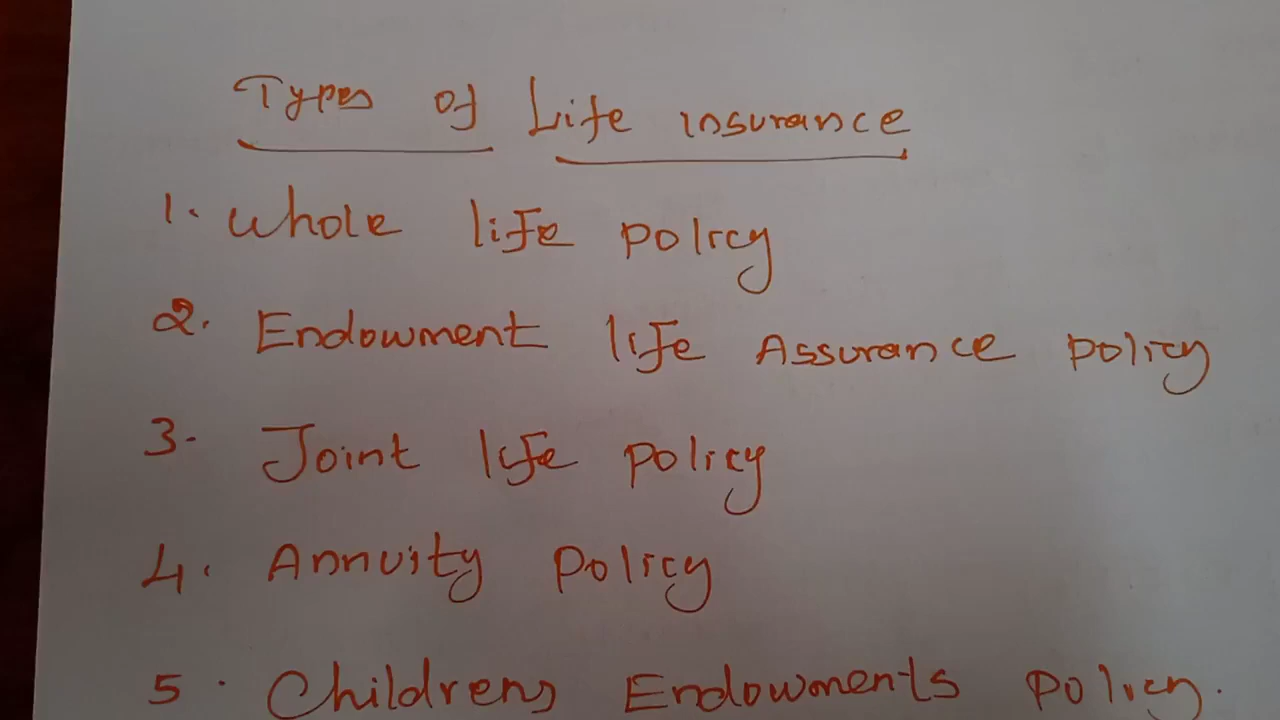 Types of Life insurance
1. Whole life policy
2. Endowment life Assurance policy
3. Joint life policy
4. Annuity policy
5. Childrens Endowments policy.